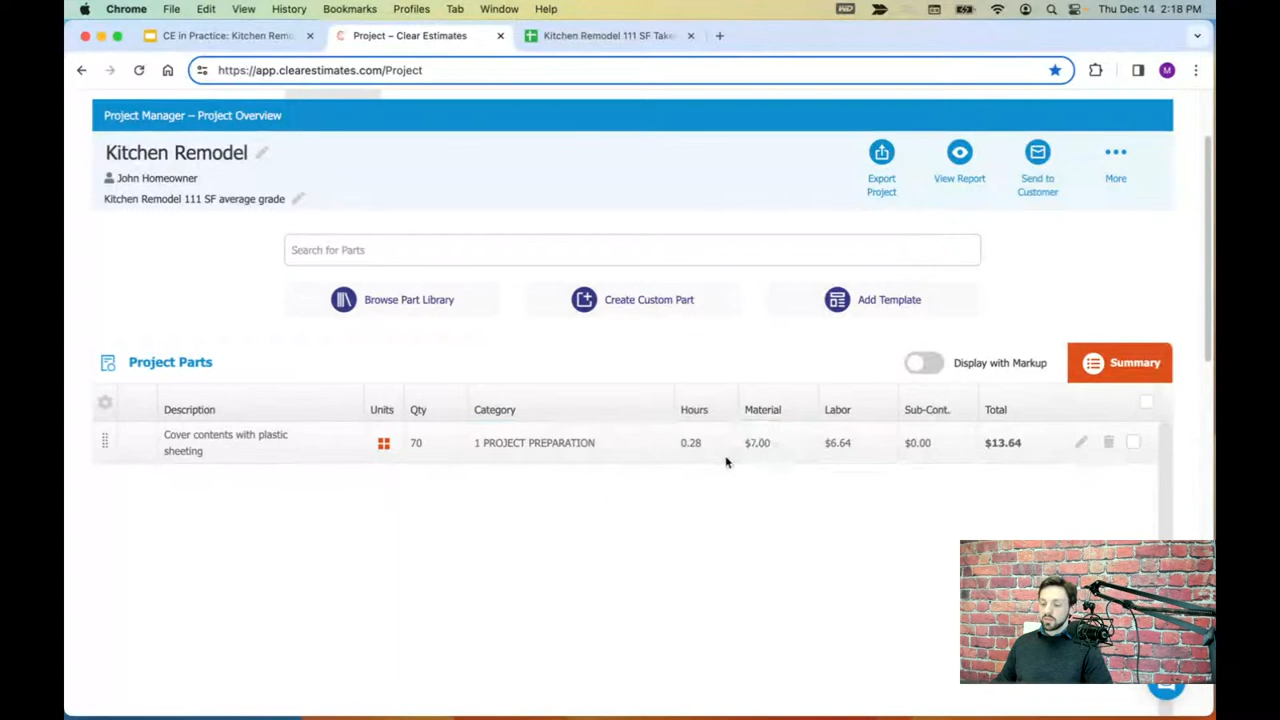 Chrome File Edit View History Bookmarks Profiles Tab Window Help Thu Dec 14 2:18 PM
CE in Practice: Kitchen Remo Project – Clear Estimates Kitchen Remodel 111 SF Take
https://app.clearestimates.com/Project M
Project Manager – Project Overview
Kitchen Remodel
John Homeowner
Kitchen Remodel 111 SF average grade
Export
Project
View Report
Send to
Customer
More
Search for Parts
Browse Part Library Create Custom Part Add Template
Project Parts Display with Markup Summary
Description Units Qty Category Hours Material Labor Sub-Cont. Total
Cover contents with plastic
sheeting
70 1 PROJECT PREPARATION 0.28 $7.00 $6.64 $0.00 $13.64